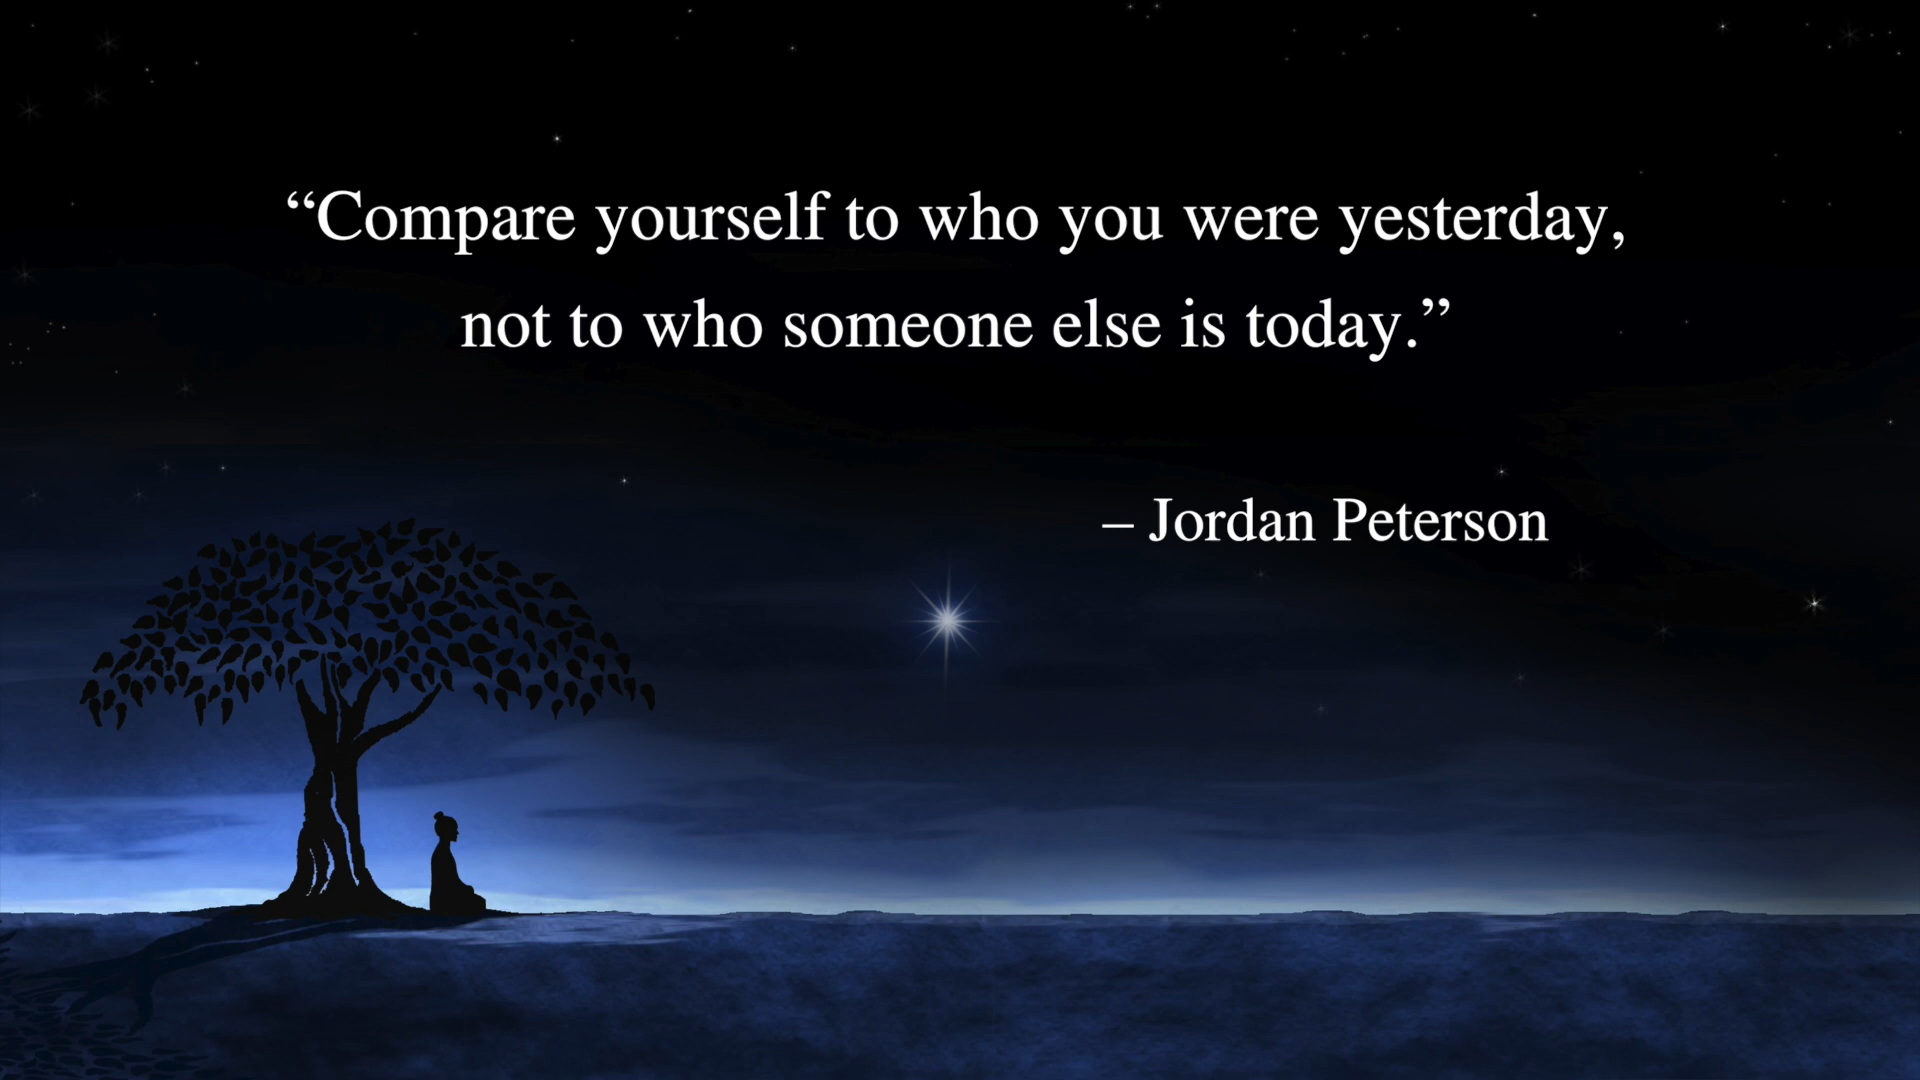 “Compare yourself to who you were yesterday,
not to who someone else is today.”
– Jordan Peterson